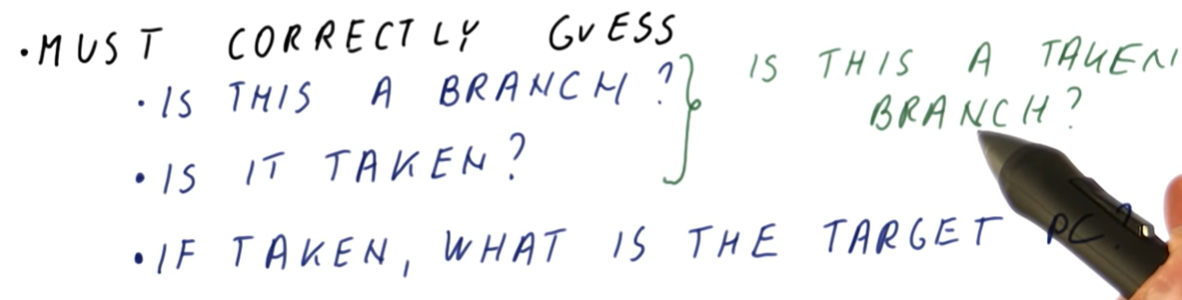 • MUST CORRECTLY GUESS
• IS THIS A BRANCH?
IS THIS A TAKEN
BRANCH?
• IS IT TAKEN?
• IF TAKEN, WHAT IS THE TARGET PC?